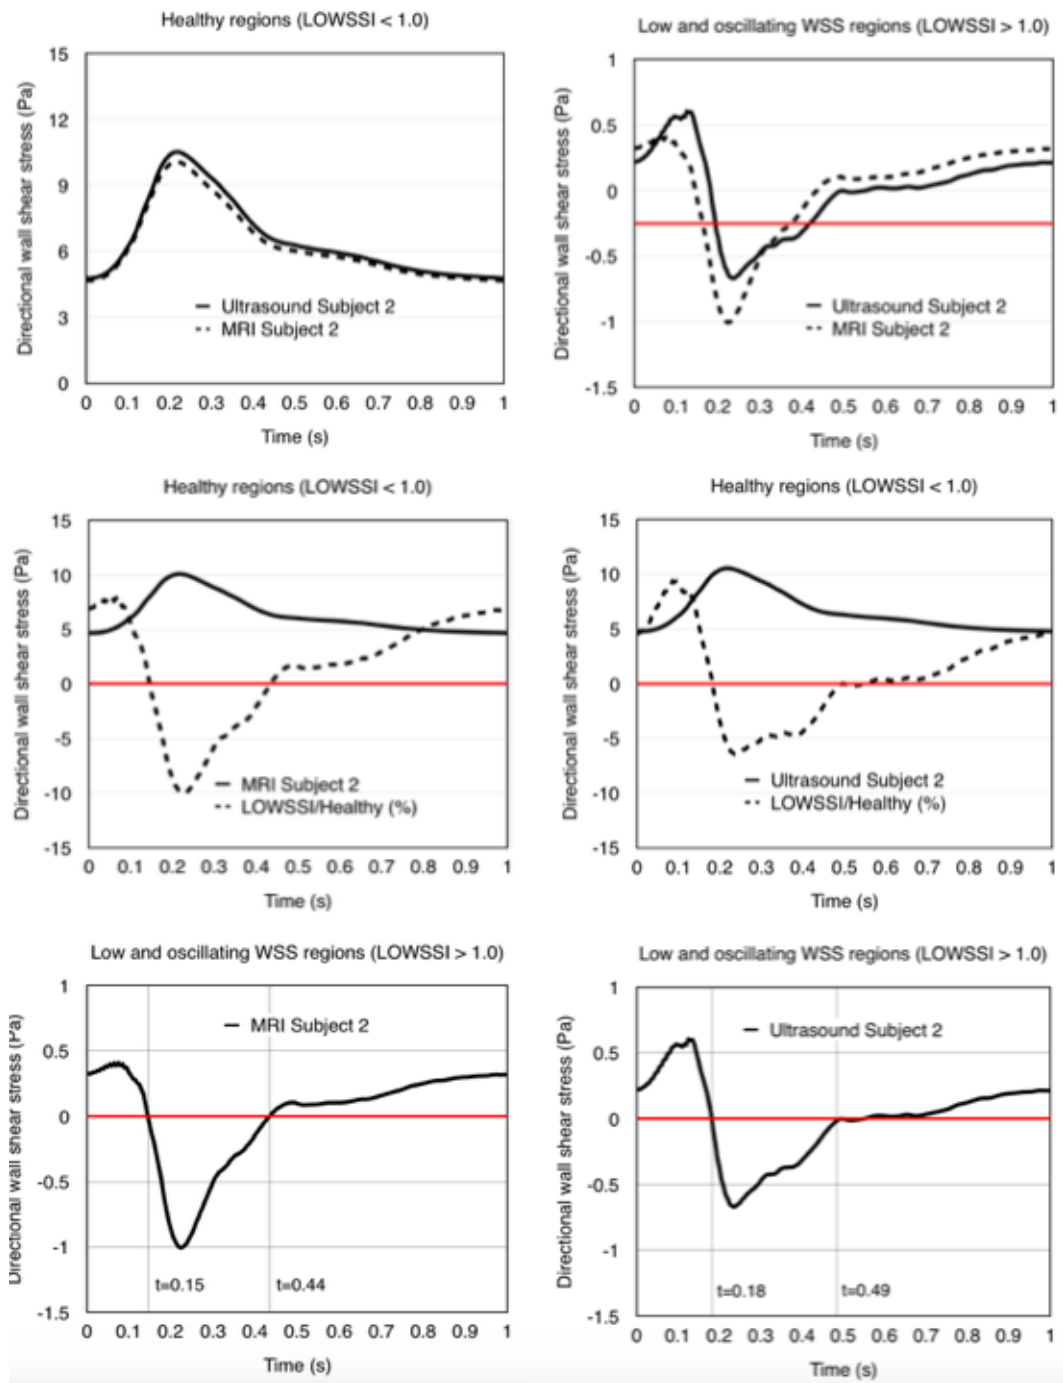 Healthy regions (LOWSSI < 1.0)
Directional wall shear stress (Pa)
15
12
9
6
3
0
Ultrasound Subject 2
MRI Subject 2
0 0.1 0.2 0.3 0.4 0.5 0.6 0.7 0.8 0.9 1
Time (s)
Low and oscillating WSS regions (LOWSSI > 1.0)
Directional wall shear stress (Pa)
1
0.5
0
-0.5
-1
-1.5
Ultrasound Subject 2
MRI Subject 2
0 0.1 0.2 0.3 0.4 0.5 0.6 0.7 0.8 0.9 1
Time (s)
Healthy regions (LOWSSI < 1.0)
Directional wall shear stress (Pa)
15
10
5
0
-5
-10
-15
MRI Subject 2
LOWSSI/Healthy (%)
0 0.1 0.2 0.3 0.4 0.5 0.6 0.7 0.8 0.9 1
Time (s)
Healthy regions (LOWSSI < 1.0)
Directional wall shear stress (Pa)
15
10
5
0
-5
-10
-15
Ultrasound Subject 2
LOWSSI/Healthy (%)
0 0.1 0.2 0.3 0.4 0.5 0.6 0.7 0.8 0.9 1
Time (s)
Low and oscillating WSS regions (LOWSSI > 1.0)
Directional wall shear stress (Pa)
1
0.5
0
-0.5
-1
-1.5
MRI Subject 2
t=0.15
t=0.44
0 0.1 0.2 0.3 0.4 0.5 0.6 0.7 0.8 0.9 1
Time (s)
Low and oscillating WSS regions (LOWSSI > 1.0)
Directional wall shear stress (Pa)
1
0.5
0
-0.5
-1
-1.5
Ultrasound Subject 2
t=0.18
t=0.49
0 0.1 0.2 0.3 0.4 0.5 0.6 0.7 0.8 0.9 1
Time (s)